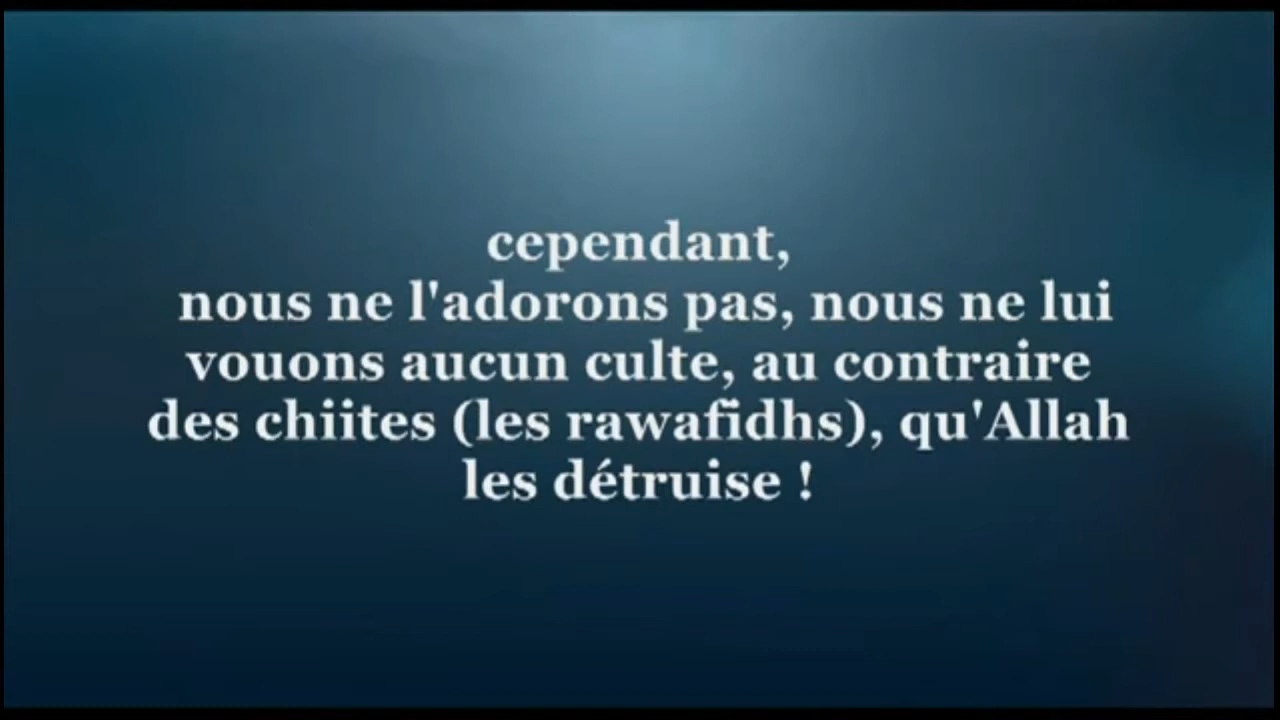 cependant,
nous ne l'adorons pas, nous ne lui
vouons aucun culte, au contraire
des chiites (les rawafidhs), qu'Allah
les détruise !